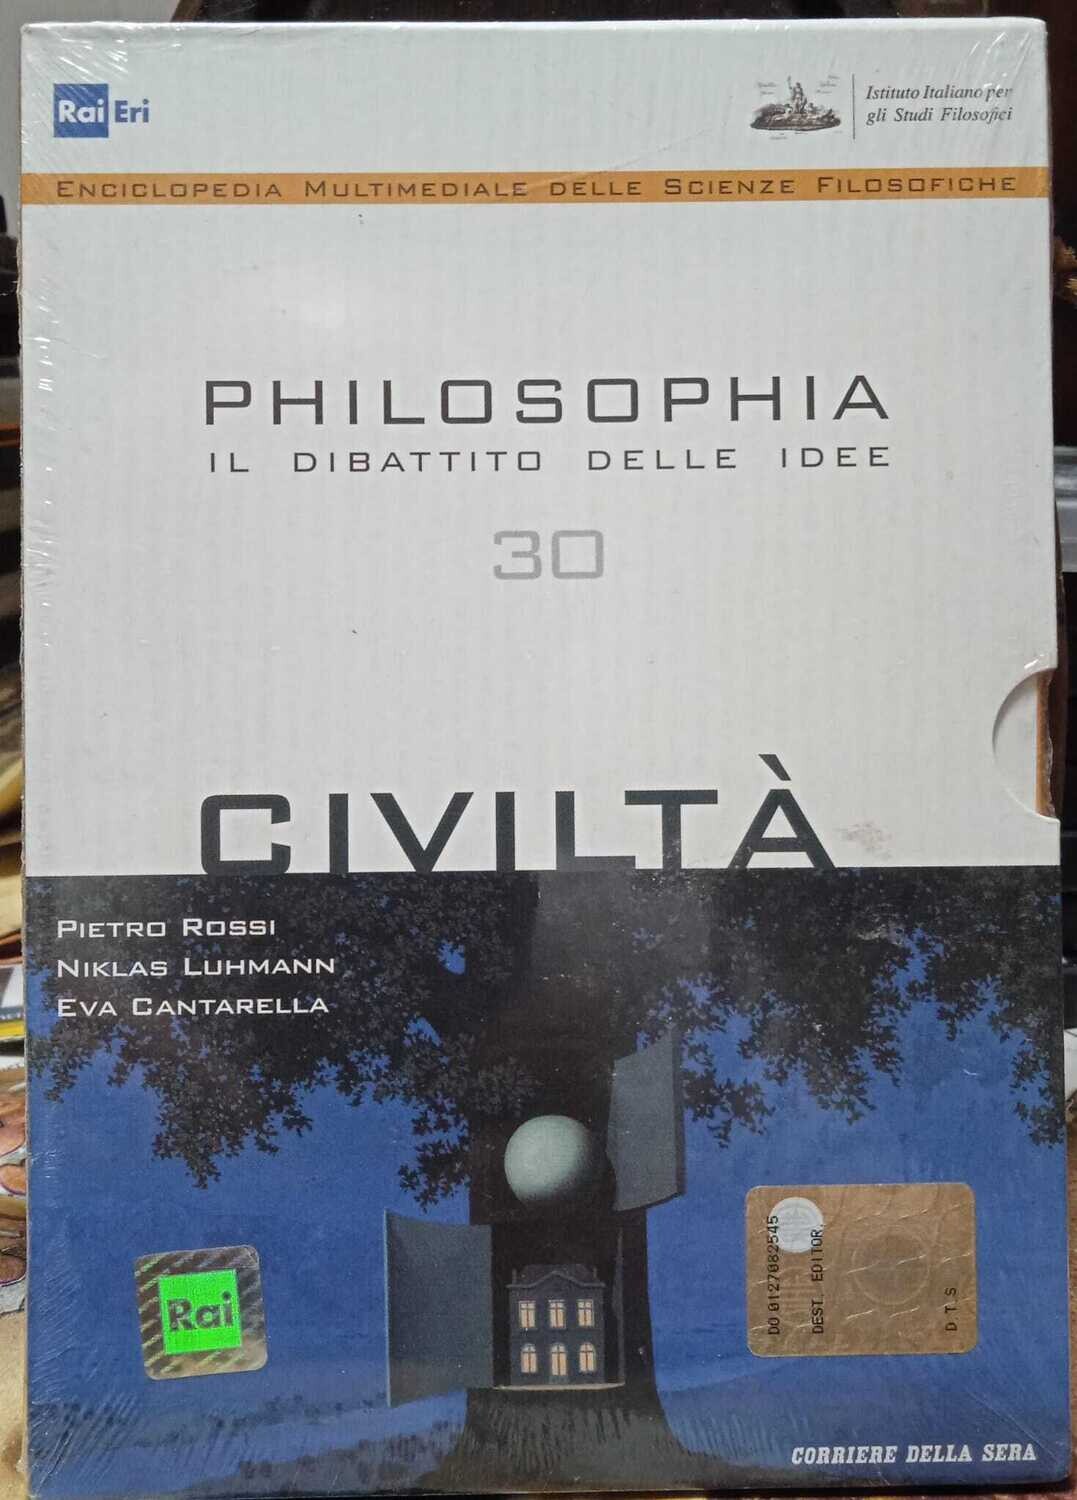 Rai Eri
Istituto Italiano per
gli Studi Filosofici
ENCICLOPEDIA MULTIMEDIALE DELLE SCIENZE FILOSOFICHE
PHILOSOPHIA
IL DIBATTITO DELLE IDEE
30
CIVILTÀ
PIETRO ROSSI
NIKLAS LUHMANN
EVA CANTARELLA
Rai
DO 0127082545
DEST. EDITOR.
D T S
CORRIERE DELLA SERA